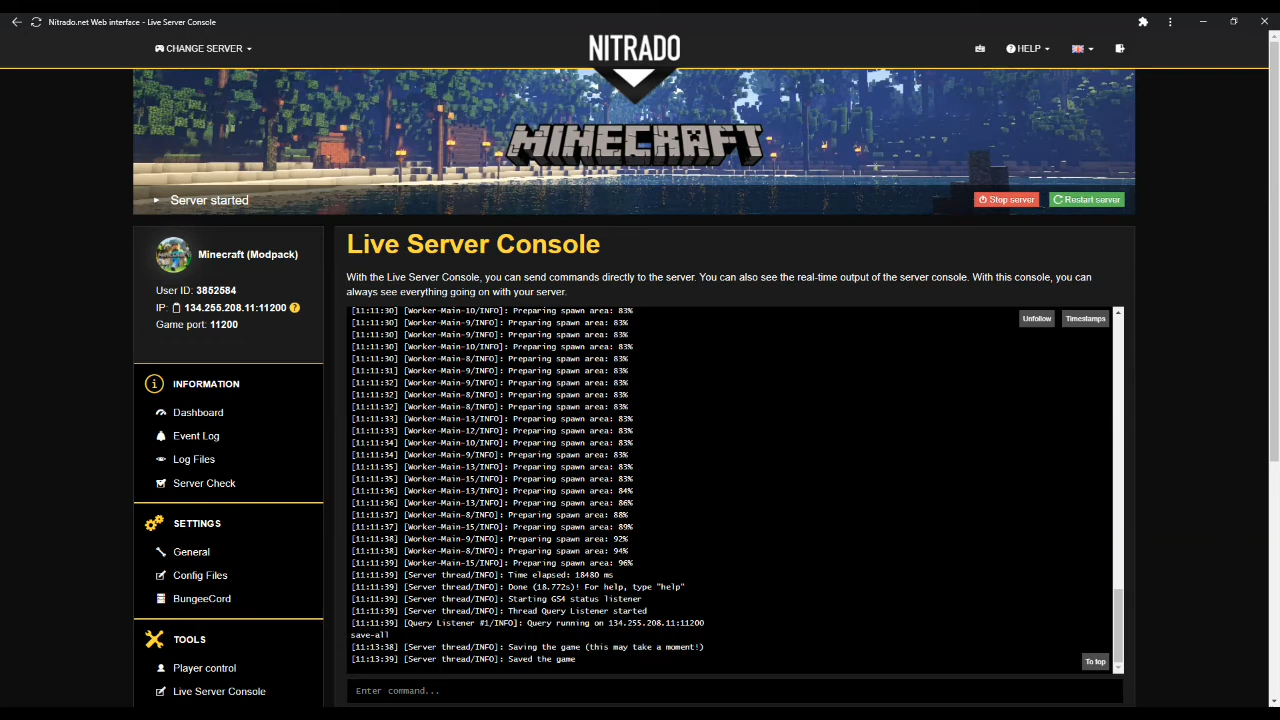 Nitrado.net Web interface - Live Server Console
CHANGE SERVER
NITRADO
HELP
MINECRAFT
Server started
Stop server
Restart server
Minecraft (Modpack)
User ID: 3852584
IP: 134.255.208.11:11200 ?
Game port: 11200
INFORMATION
Dashboard
Event Log
Log Files
Server Check
SETTINGS
General
Config Files
BungeeCord
TOOLS
Player control
Live Server Console
Live Server Console
With the Live Server Console, you can send commands directly to the server. You can also see the real-time output of the server console. With this console, you can
always see everything going on with your server.
Unfollow
Timestamps
[11:11:30] [Worker-Main-10/INFO]: Preparing spawn area: 83%
[11:11:30] [Worker-Main-9/INFO]: Preparing spawn area: 83%
[11:11:30] [Worker-Main-9/INFO]: Preparing spawn area: 83%
[11:11:30] [Worker-Main-10/INFO]: Preparing spawn area: 83%
[11:11:30] [Worker-Main-8/INFO]: Preparing spawn area: 83%
[11:11:31] [Worker-Main-9/INFO]: Preparing spawn area: 83%
[11:11:32] [Worker-Main-9/INFO]: Preparing spawn area: 83%
[11:11:32] [Worker-Main-8/INFO]: Preparing spawn area: 83%
[11:11:32] [Worker-Main-8/INFO]: Preparing spawn area: 83%
[11:11:33] [Worker-Main-13/INFO]: Preparing spawn area: 83%
[11:11:33] [Worker-Main-12/INFO]: Preparing spawn area: 83%
[11:11:34] [Worker-Main-10/INFO]: Preparing spawn area: 83%
[11:11:34] [Worker-Main-9/INFO]: Preparing spawn area: 83%
[11:11:35] [Worker-Main-13/INFO]: Preparing spawn area: 83%
[11:11:35] [Worker-Main-15/INFO]: Preparing spawn area: 83%
[11:11:36] [Worker-Main-13/INFO]: Preparing spawn area: 84%
[11:11:36] [Worker-Main-13/INFO]: Preparing spawn area: 86%
[11:11:37] [Worker-Main-8/INFO]: Preparing spawn area: 88%
[11:11:37] [Worker-Main-15/INFO]: Preparing spawn area: 89%
[11:11:38] [Worker-Main-9/INFO]: Preparing spawn area: 92%
[11:11:38] [Worker-Main-8/INFO]: Preparing spawn area: 94%
[11:11:39] [Worker-Main-15/INFO]: Preparing spawn area: 96%
[11:11:39] [Server thread/INFO]: Time elapsed: 18480 ms
[11:11:39] [Server thread/INFO]: Done (18.772s)! For help, type "help"
[11:11:39] [Server thread/INFO]: Starting GS4 status listener
[11:11:39] [Server thread/INFO]: Thread Query Listener started
[11:11:39] [Query Listener #1/INFO]: Query running on 134.255.208.11:11200
save-all
[11:13:38] [Server thread/INFO]: Saving the game (this may take a moment!)
[11:13:39] [Server thread/INFO]: Saved the game
To top
Enter command...